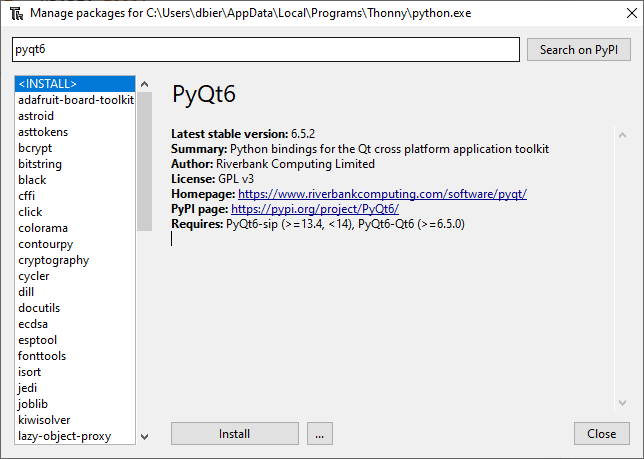 Manage packages for C:\Users\dbier\AppData\Local\Programs\Thonny\python.exe
pyqt6
Search on PyPI
<INSTALL>
adafruit-board-toolkit
astroid
asttokens
bcrypt
bitstring
black
cffi
click
colorama
contourpy
cryptography
cycler
dill
docutils
ecdsa
esptool
fonttools
isort
jedi
joblib
kiwisolver
lazy-object-proxy
PyQt6
Latest stable version: 6.5.2
Summary: Python bindings for the Qt cross platform application toolkit
Author: Riverbank Computing Limited
License: GPL v3
Homepage: https://www.riverbankcomputing.com/software/pyqt/
PyPI page: https://pypi.org/project/PyQt6/
Requires: PyQt6-sip (>=13.4, <14), PyQt6-Qt6 (>=6.5.0)
Install
...
Close